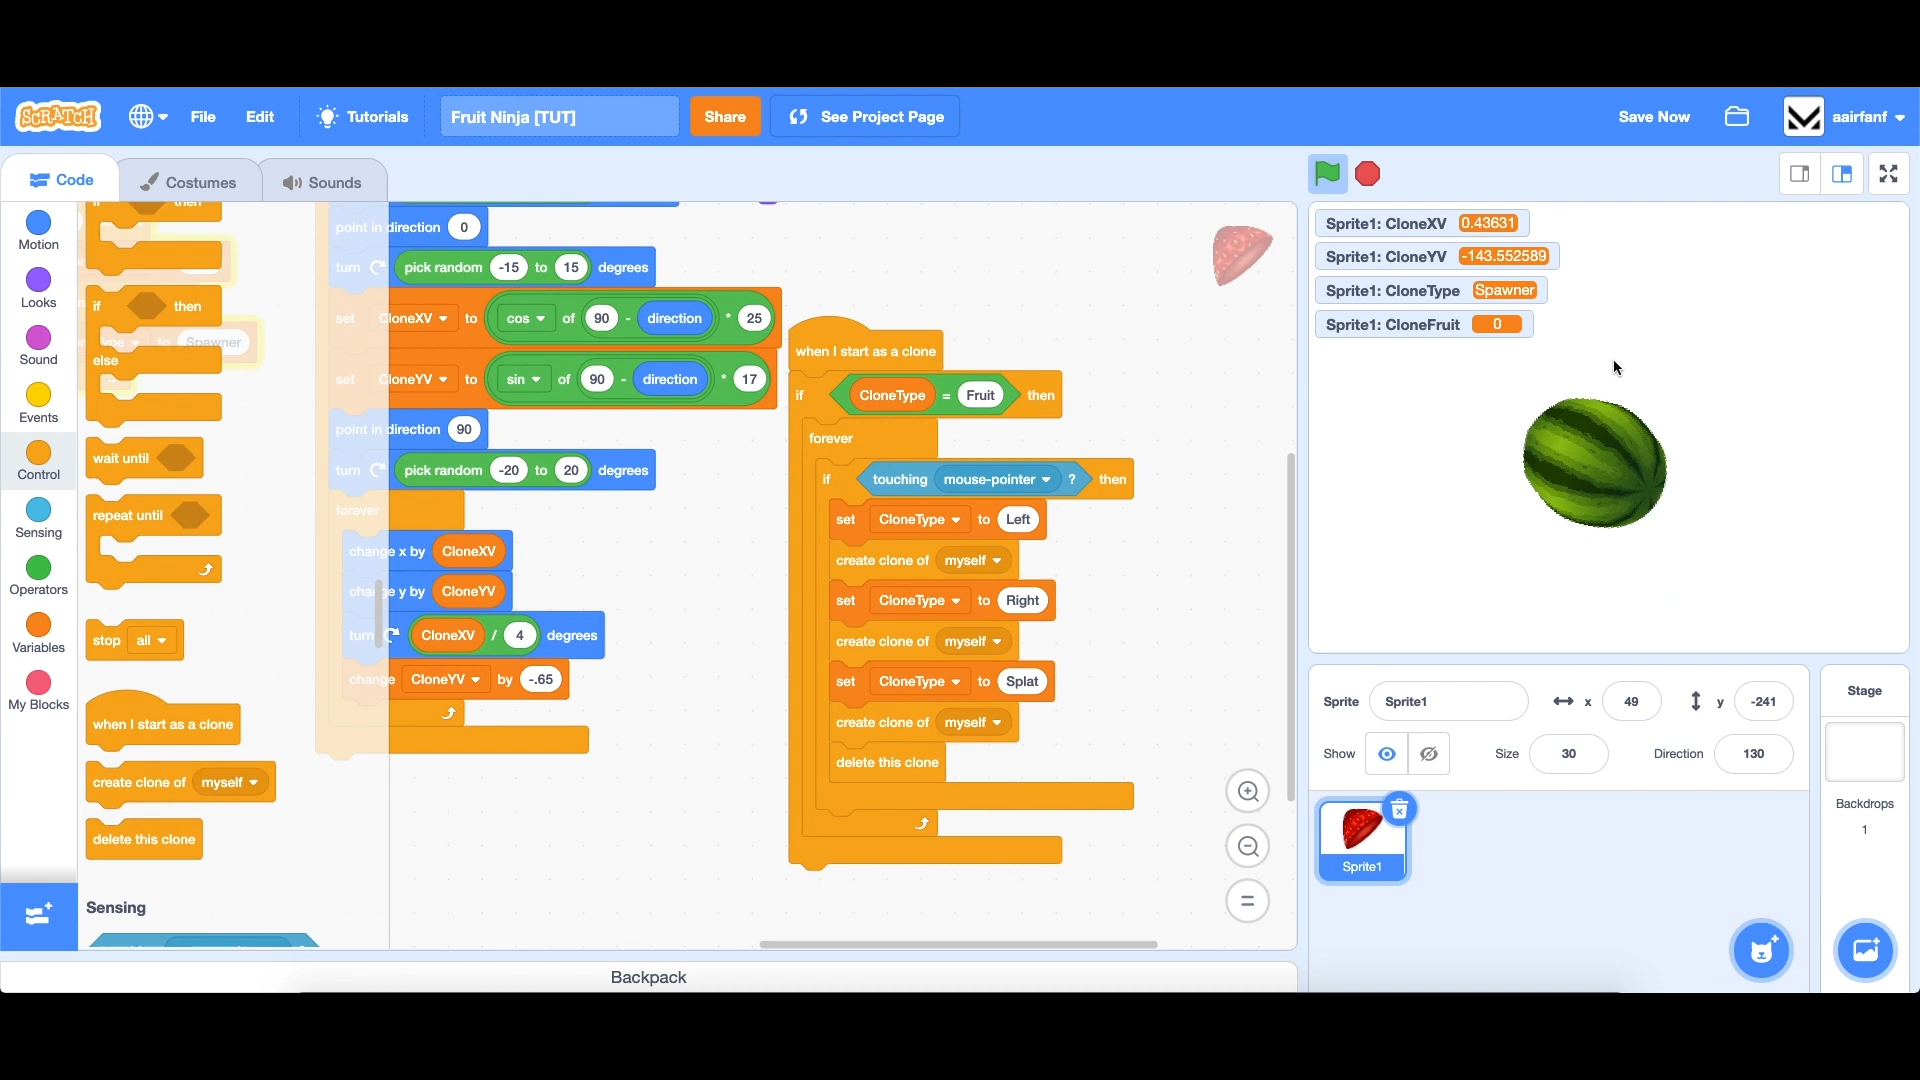 SCRATCH
File
Edit
Tutorials
Fruit Ninja [TUT]
Share
See Project Page
Save Now
aairfanf
Code
Costumes
Sounds
Motion
Looks
Sound
Events
Control
Sensing
Operators
Variables
My Blocks
if then
if then
else
wait until
repeat until
stop all
when I start as a clone
create clone of myself
delete this clone
Sensing
Spawner
point in direction 0
turn pick random -15 to 15 degrees
set CloneXV to cos of 90 - direction * 25
set CloneYV to sin of 90 - direction * 17
point in direction 90
turn pick random -20 to 20 degrees
forever
change x by CloneXV
change y by CloneYV
turn CloneXV / 4 degrees
change CloneYV by -.65
when I start as a clone
if CloneType = Fruit then
forever
if touching mouse-pointer ? then
set CloneType to Left
create clone of myself
set CloneType to Right
create clone of myself
set CloneType to Splat
create clone of myself
delete this clone
Backpack
Sprite1: CloneXV 0.43631
Sprite1: CloneYV -143.552589
Sprite1: CloneType Spawner
Sprite1: CloneFruit 0
Sprite Sprite1 x 49 y -241
Show Size 30 Direction 130
Sprite1
Stage
Backdrops
1